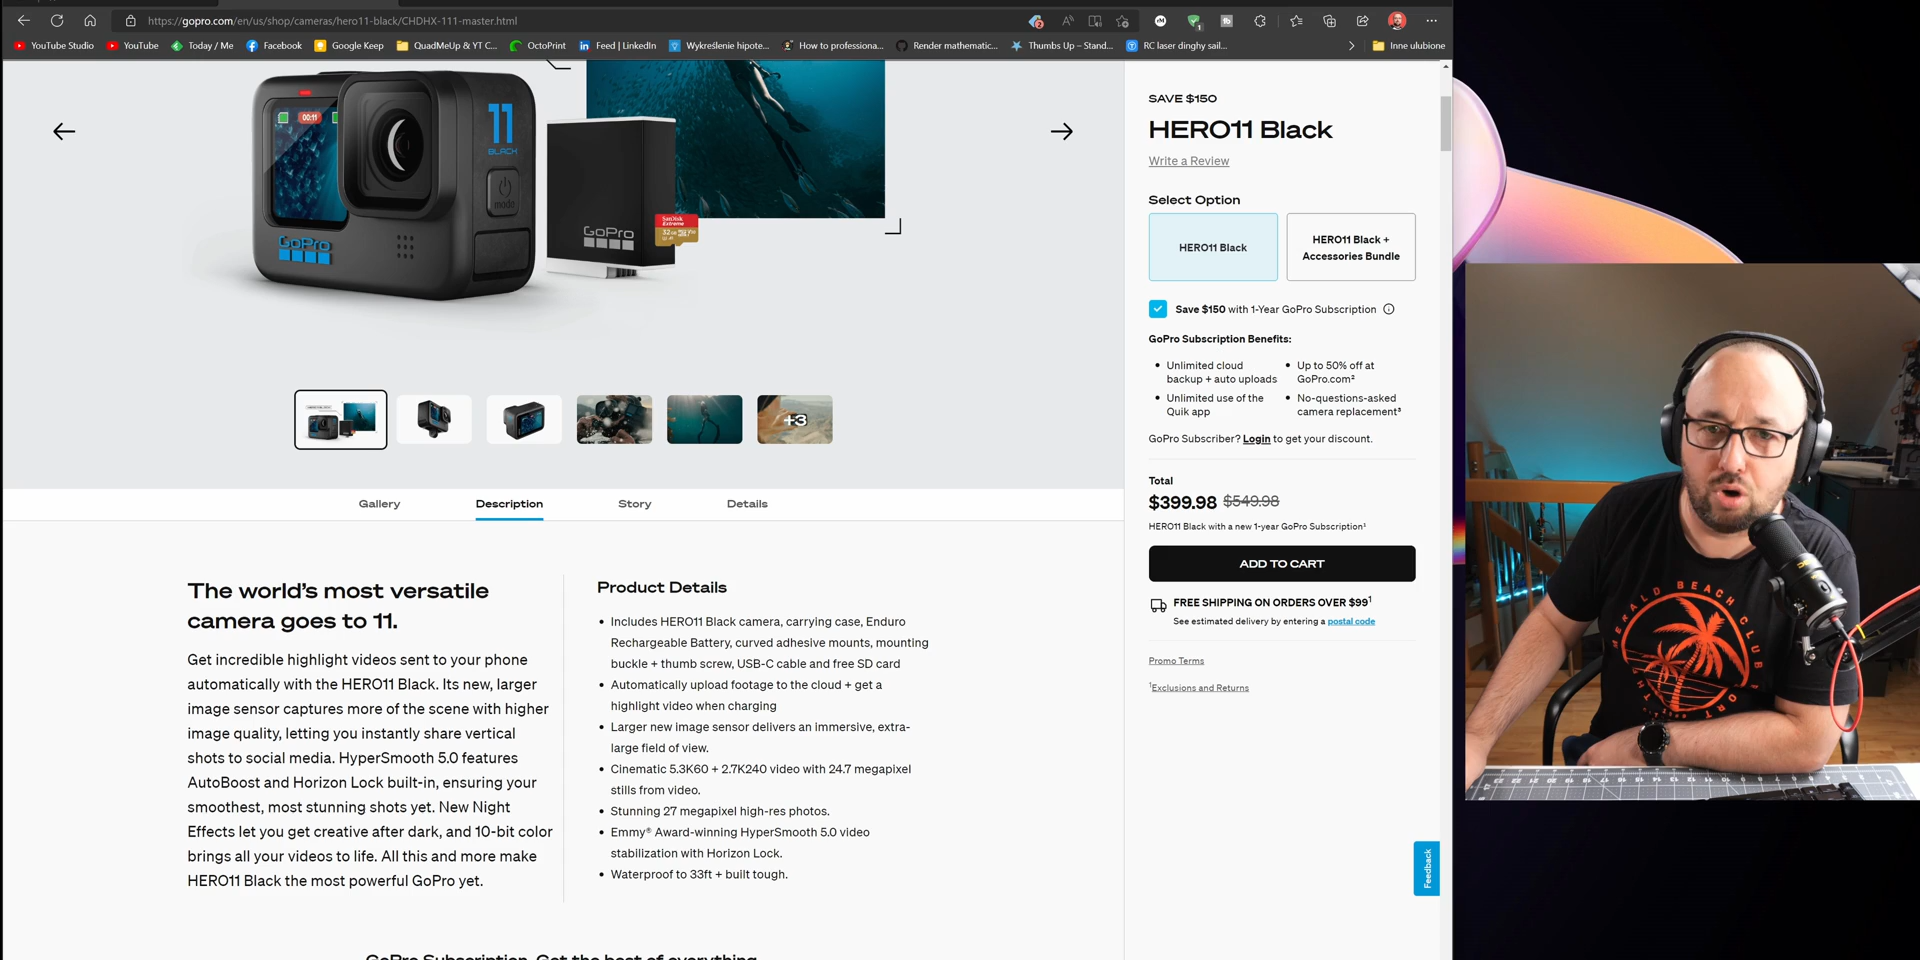 https://gopro.com/en/us/shop/cameras/hero11-black/CHDHX-111-master.html
YouTube Studio
YouTube
Today / Me
Facebook
Google Keep
QuadMeUp & YT C...
OctoPrint
Feed | LinkedIn
Wykreślenie hipote...
How to professiona...
Render mathematic...
Thumbs Up – Stand...
RC laser dinghy sail...
Inne ulubione
00:11
11
BLACK
mode
GoPro
GoPro
SanDisk
Extreme
32GB
+3
Gallery
Description
Story
Details
The world's most versatile
camera goes to 11.
Get incredible highlight videos sent to your phone
automatically with the HERO11 Black. Its new, larger
image sensor captures more of the scene with higher
image quality, letting you instantly share vertical
shots to social media. HyperSmooth 5.0 features
AutoBoost and Horizon Lock built-in, ensuring your
smoothest, most stunning shots yet. New Night
Effects let you get creative after dark, and 10-bit color
brings all your videos to life. All this and more make
HERO11 Black the most powerful GoPro yet.
Product Details
• Includes HERO11 Black camera, carrying case, Enduro
Rechargeable Battery, curved adhesive mounts, mounting
buckle + thumb screw, USB-C cable and free SD card
• Automatically upload footage to the cloud + get a
highlight video when charging
• Larger new image sensor delivers an immersive, extra-
large field of view.
• Cinematic 5.3K60 + 2.7K240 video with 24.7 megapixel
stills from video.
• Stunning 27 megapixel high-res photos.
• Emmy® Award-winning HyperSmooth 5.0 video
stabilization with Horizon Lock.
• Waterproof to 33ft + built tough.
GoPro Subscription. Get the best of everything.
SAVE $150
HERO11 Black
Write a Review
Select Option
HERO11 Black
HERO11 Black +
Accessories Bundle
Save $150 with 1-Year GoPro Subscription
GoPro Subscription Benefits:
• Unlimited cloud
backup + auto uploads
• Unlimited use of the
Quik app
• Up to 50% off at
GoPro.com²
• No-questions-asked
camera replacement³
GoPro Subscriber? Login to get your discount.
Total
$399.98 $549.98
HERO11 Black with a new 1-year GoPro Subscription¹
ADD TO CART
FREE SHIPPING ON ORDERS OVER $99¹
See estimated delivery by entering a postal code
Promo Terms
¹Exclusions and Returns
Feedback
BEACH